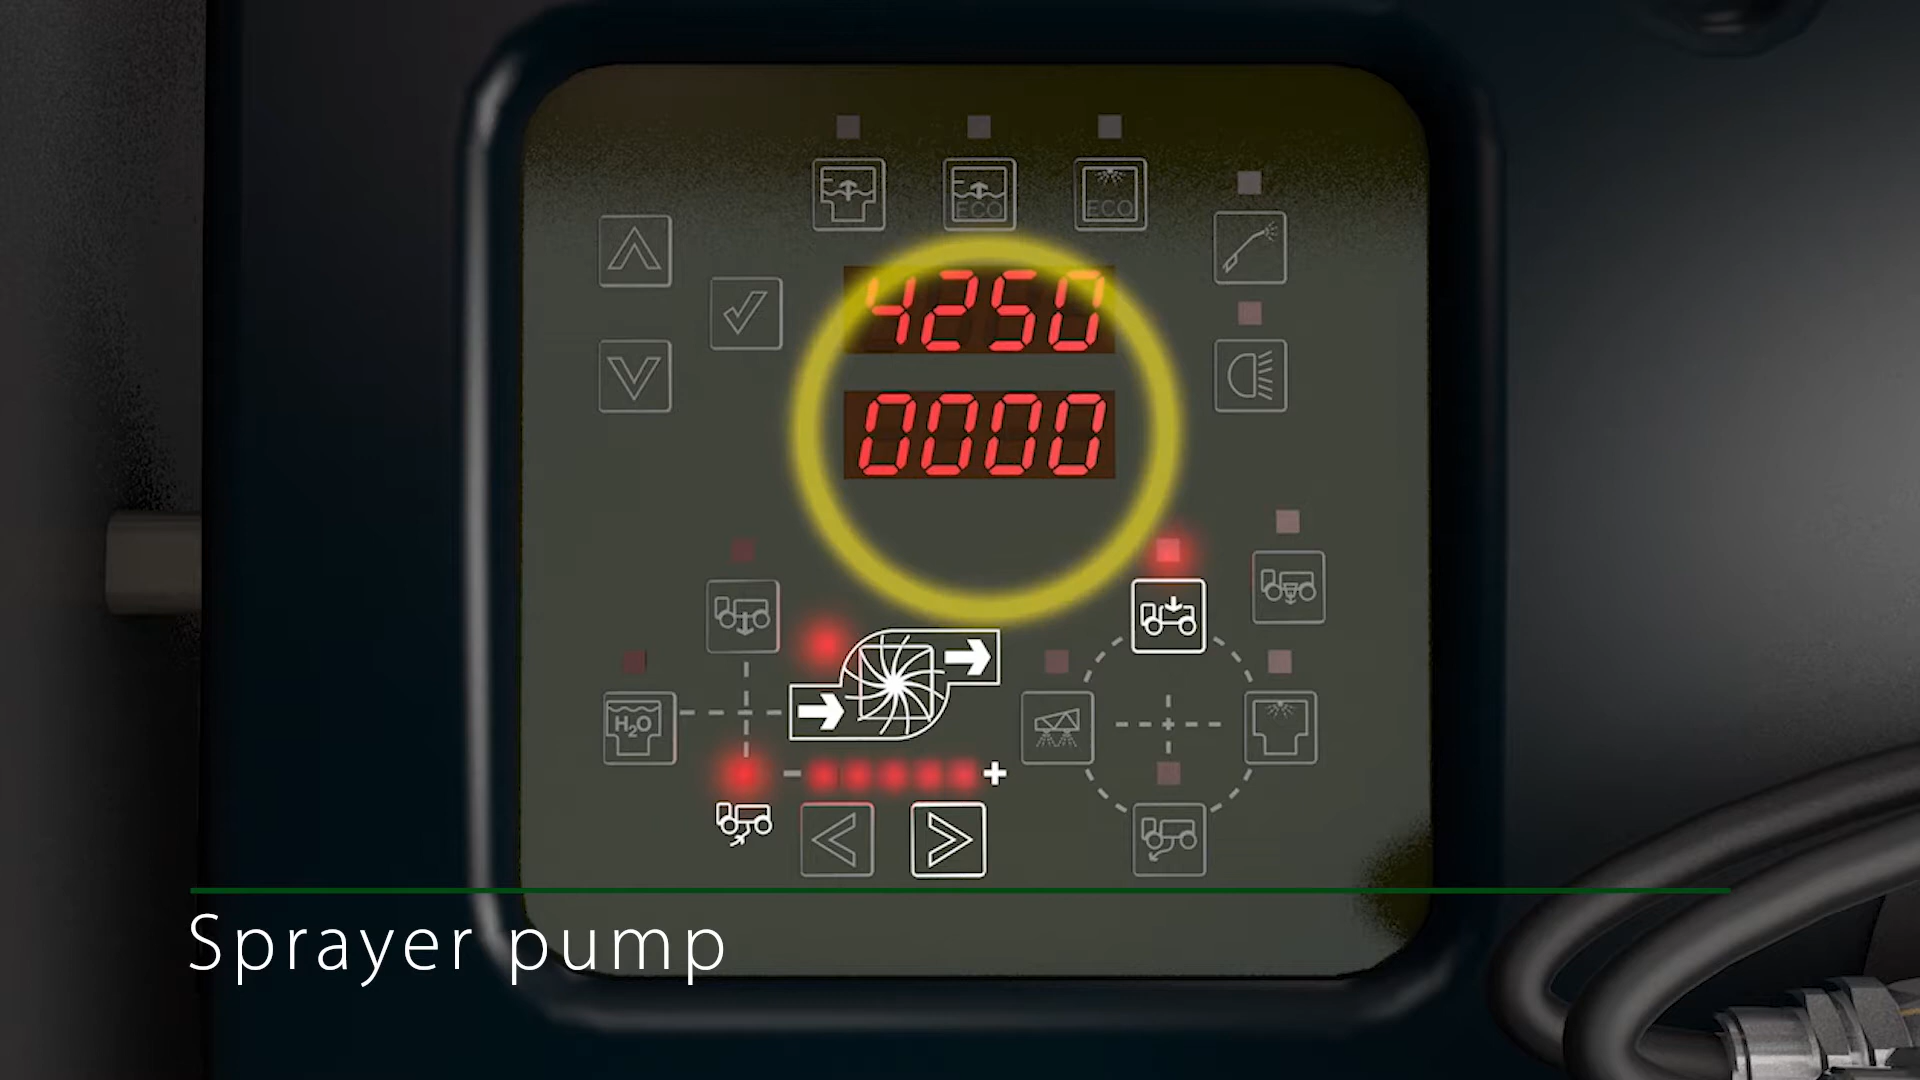 ECO
ECO
4250
0000
H₂O
- +
Sprayer pump